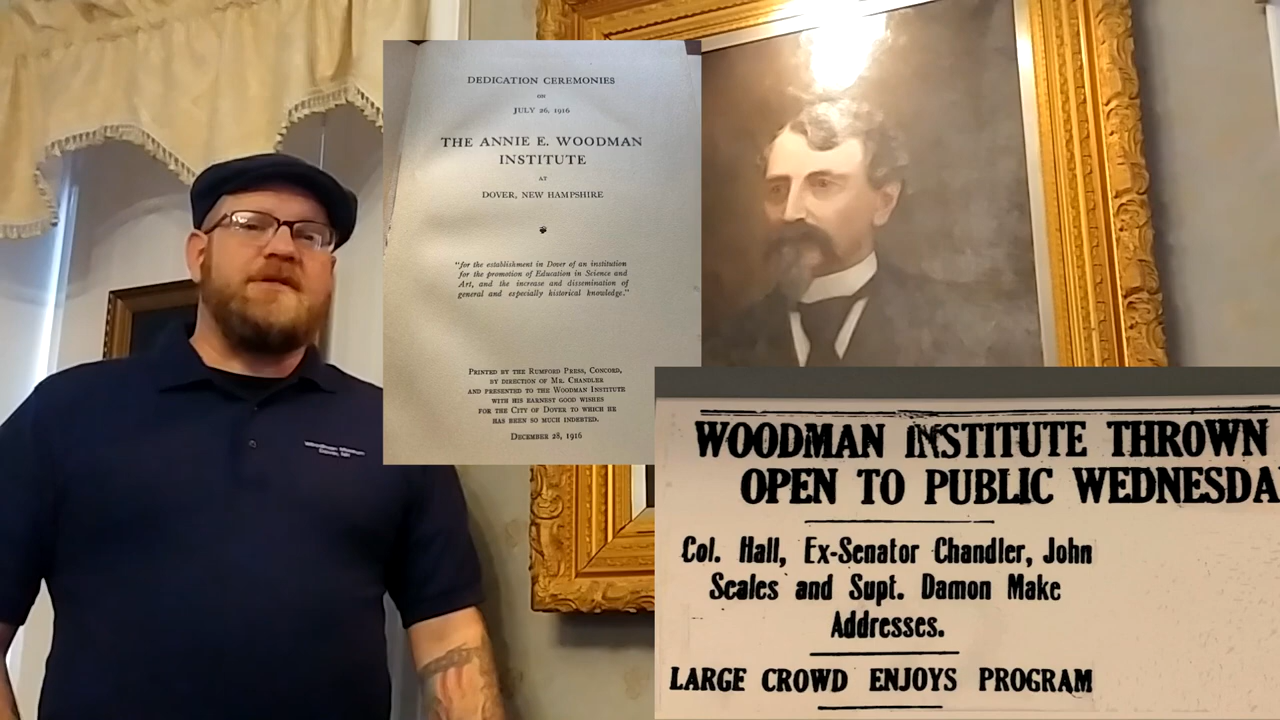 DEDICATION CEREMONIES
ON
JULY 26, 1916
THE ANNIE E. WOODMAN
INSTITUTE
AT
DOVER, NEW HAMPSHIRE
"for the establishment in Dover of an institution
for the promotion of Education in Science and
Art, and the increase and dissemination of
general and especially historical knowledge."
PRINTED BY THE RUMFORD PRESS, CONCORD,
BY DIRECTION OF MR. CHANDLER
AND PRESENTED TO THE WOODMAN INSTITUTE
WITH HIS EARNEST GOOD WISHES
FOR THE CITY OF DOVER TO WHICH HE
HAS BEEN SO MUCH INDEBTED.
DECEMBER 28, 1916
WOODMAN INSTITUTE THROWN
OPEN TO PUBLIC WEDNESDA
Col. Hall, Ex-Senator Chandler, John
Scales and Supt. Damon Make
Addresses.
LARGE CROWD ENJOYS PROGRAM